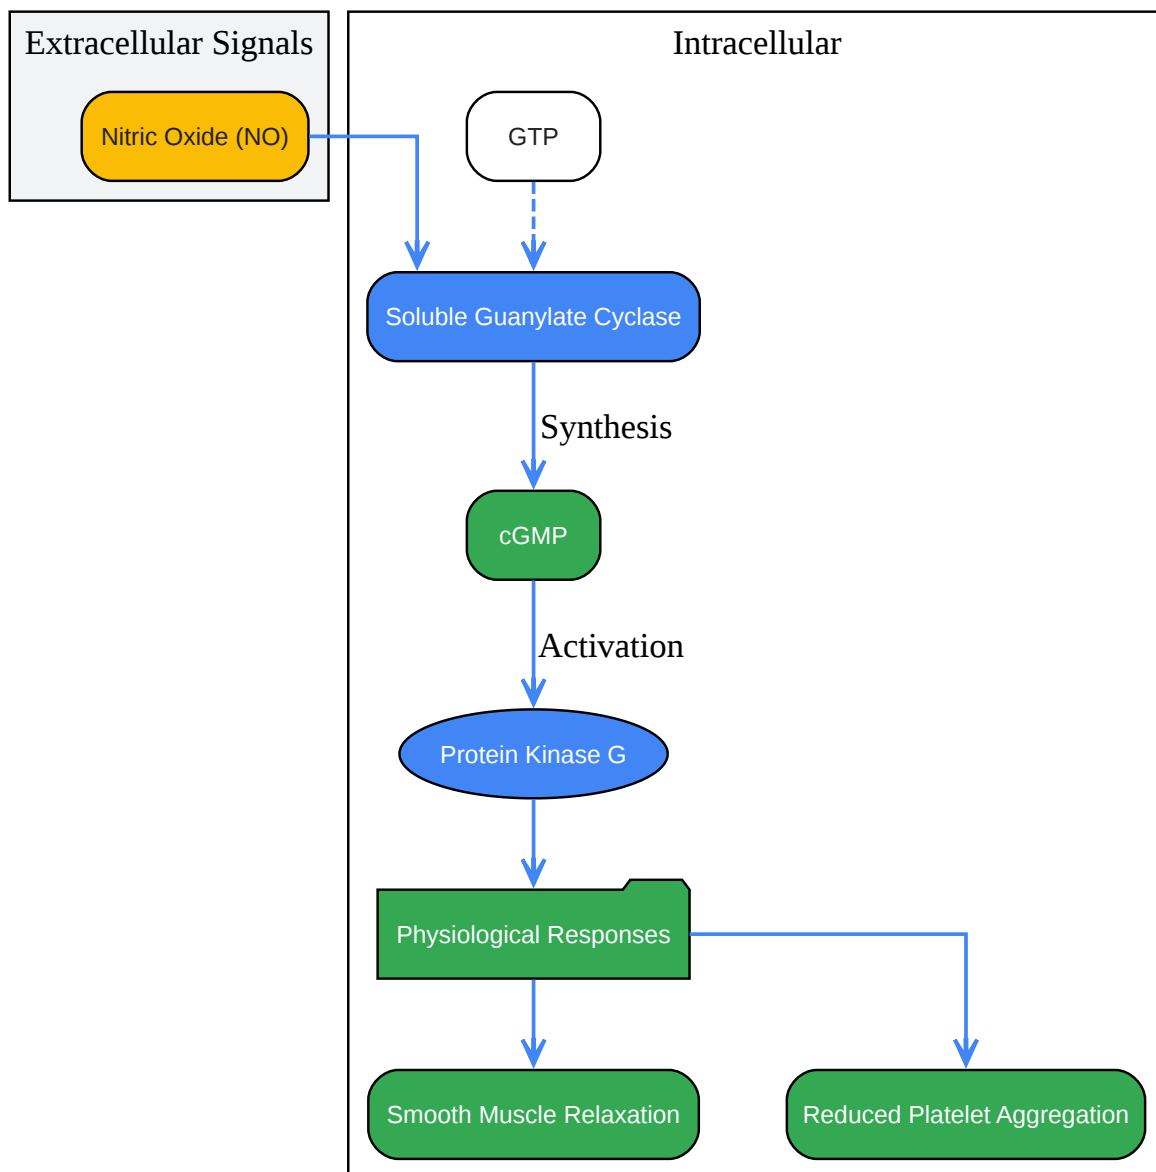 Extracellular Signals
Intracellular
Nitric Oxide (NO)
GTP
Soluble Guanylate Cyclase
Synthesis
cGMP
Activation
Protein Kinase G
Physiological Responses
Smooth Muscle Relaxation
Reduced Platelet Aggregation